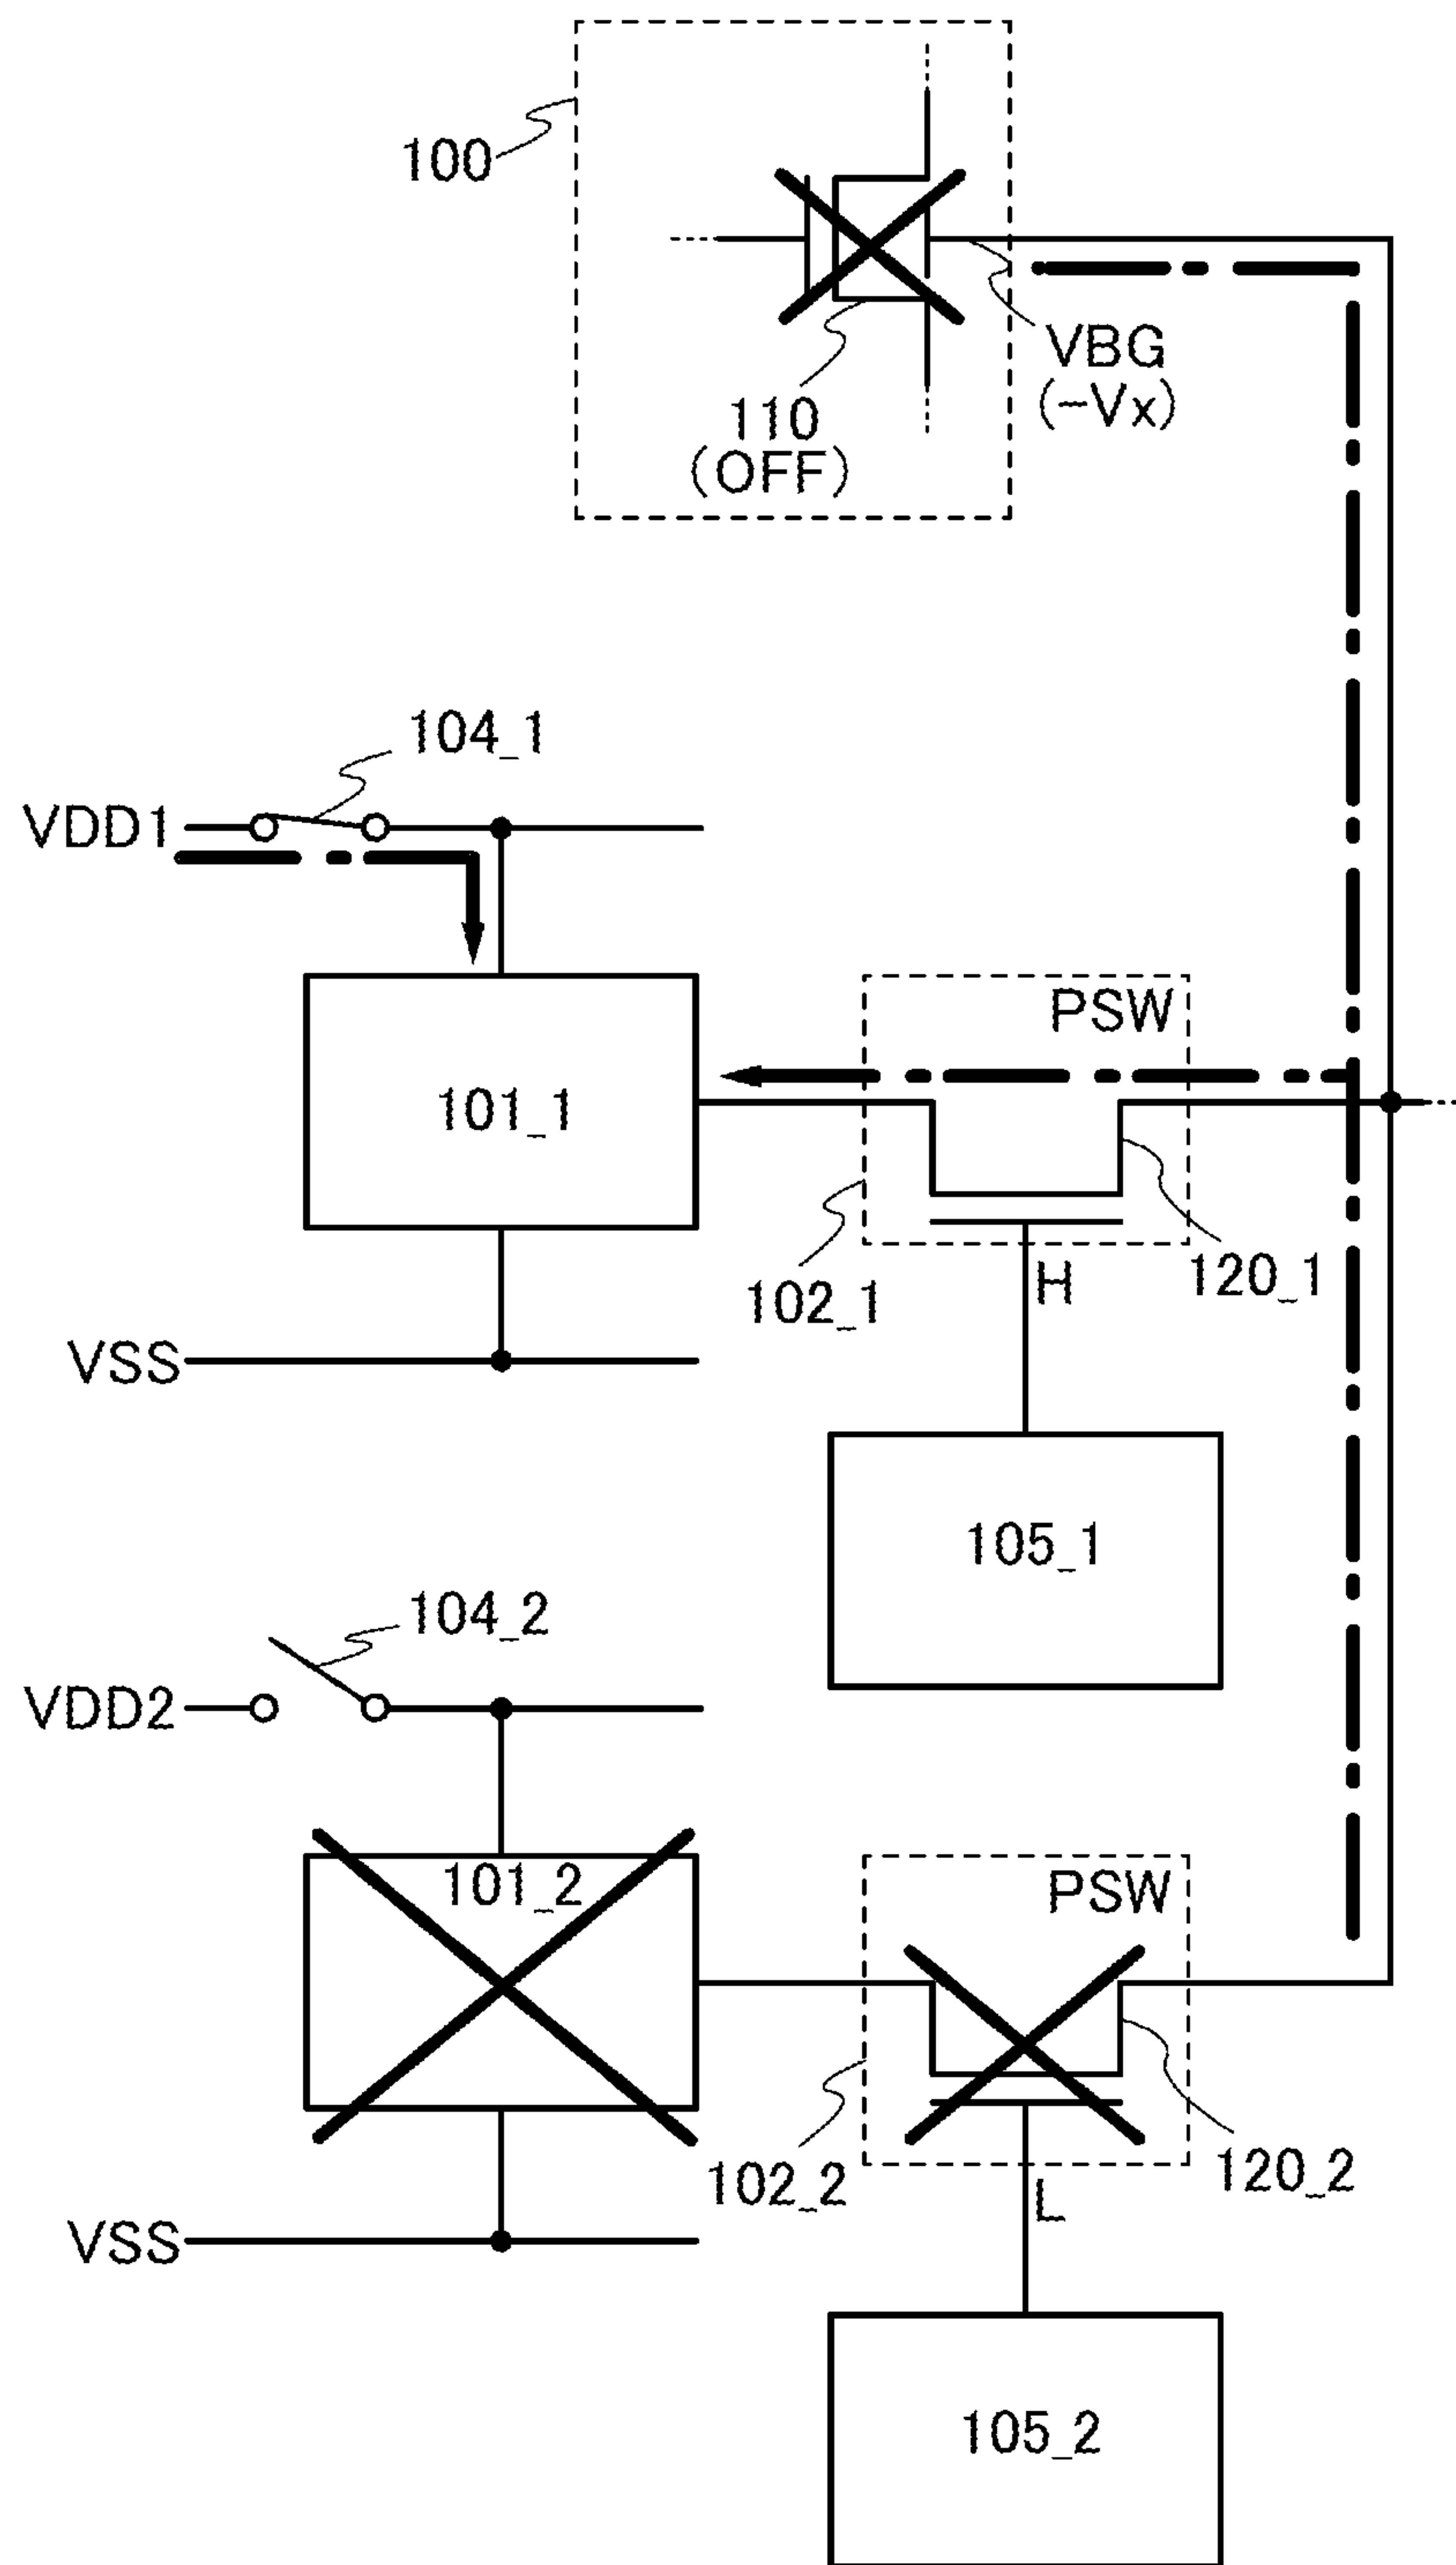 100
VBG
(-Vx)
110
(OFF)
104_1
VDD1
PSW
101_1
120_1
102_1
H
VSS
105_1
104_2
VDD2
101_2
PSW
120_2
102_2
L
VSS
105_2